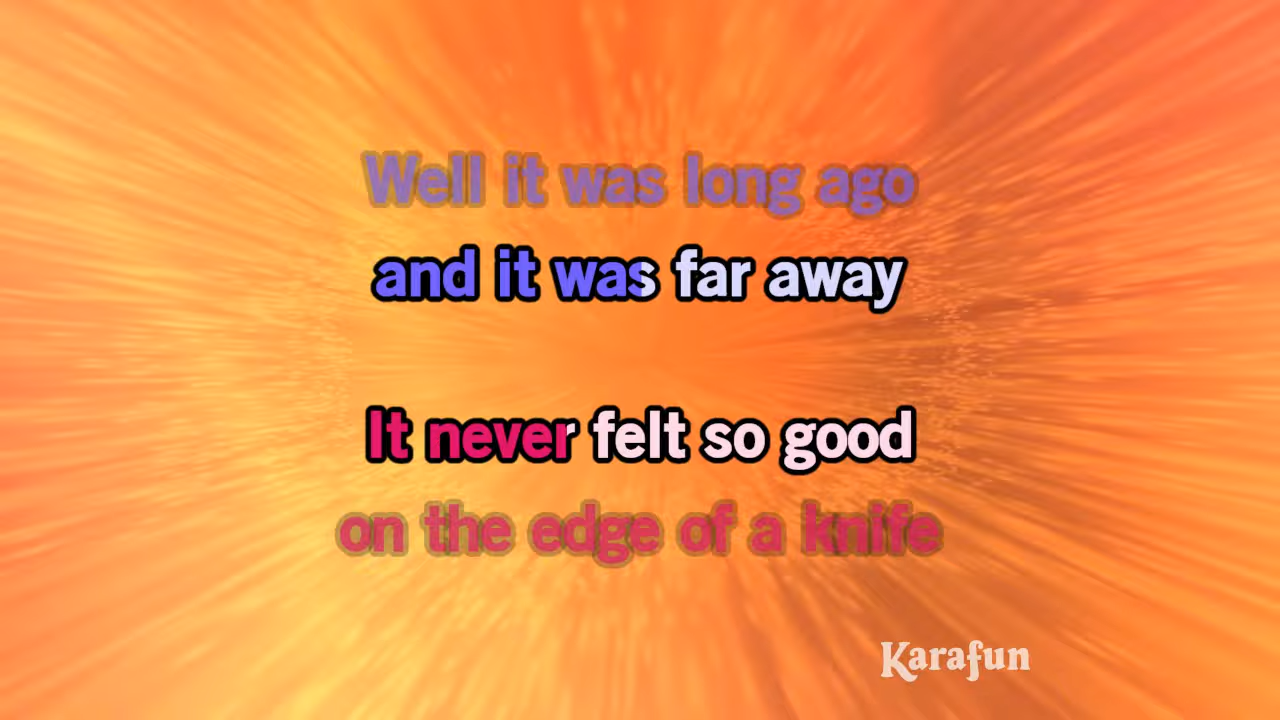 Well it was long ago
and it was far away
It never felt so good
on the edge of a knife
Karafun